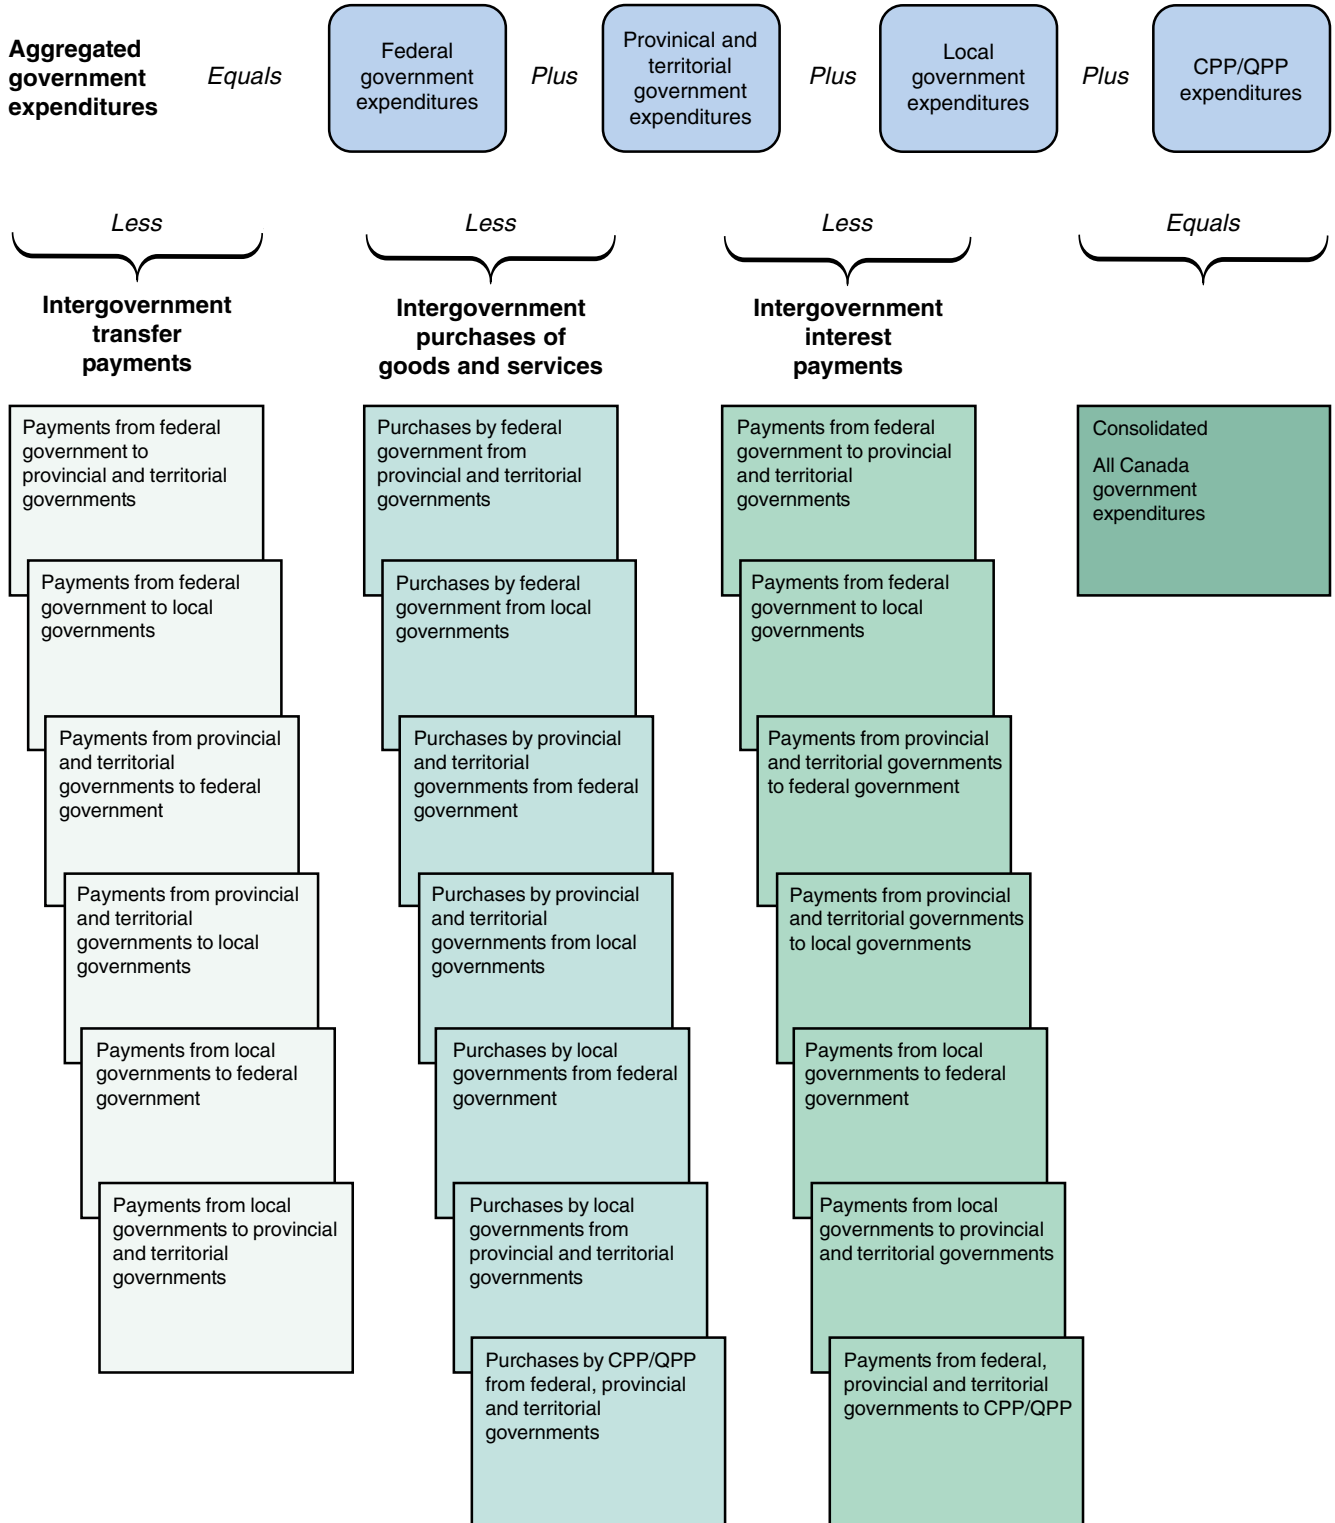 Aggregated
government
expenditures
Equals
Federal
government
expenditures
Plus
Provinical and
territorial
government
expenditures
Plus
Local
government
expenditures
Plus
CPP/QPP
expenditures
Less
Intergovernment
transfer
payments
Less
Intergovernment
purchases of
goods and services
Less
Intergovernment
interest
payments
Equals
Payments from federal
government to
provincial and territorial
governments
Payments from federal
government to local
governments
Payments from provincial
and territorial
governments to federal
government
Payments from provincial
and territorial
governments to local
governments
Payments from local
governments to federal
government
Payments from local
governments to provincial
and territorial
governments
Purchases by federal
government from
provincial and territorial
governments
Purchases by federal
government from local
governments
Purchases by provincial
and territorial
governments from federal
government
Purchases by provincial
and territorial
governments from local
governments
Purchases by local
governments from federal
government
Purchases by local
governments from
provincial and territorial
governments
Purchases by CPP/QPP
from federal, provincial
and territorial
governments
Payments from federal
government to provincial
and territorial
governments
Payments from federal
government to local
governments
Payments from provincial
and territorial governments
to federal government
Payments from provincial
and territorial governments
to local governments
Payments from local
governments to federal
government
Payments from local
governments to provincial
and territorial governments
Payments from federal,
provincial and territorial
governments to CPP/QPP
Consolidated
All Canada
government
expenditures